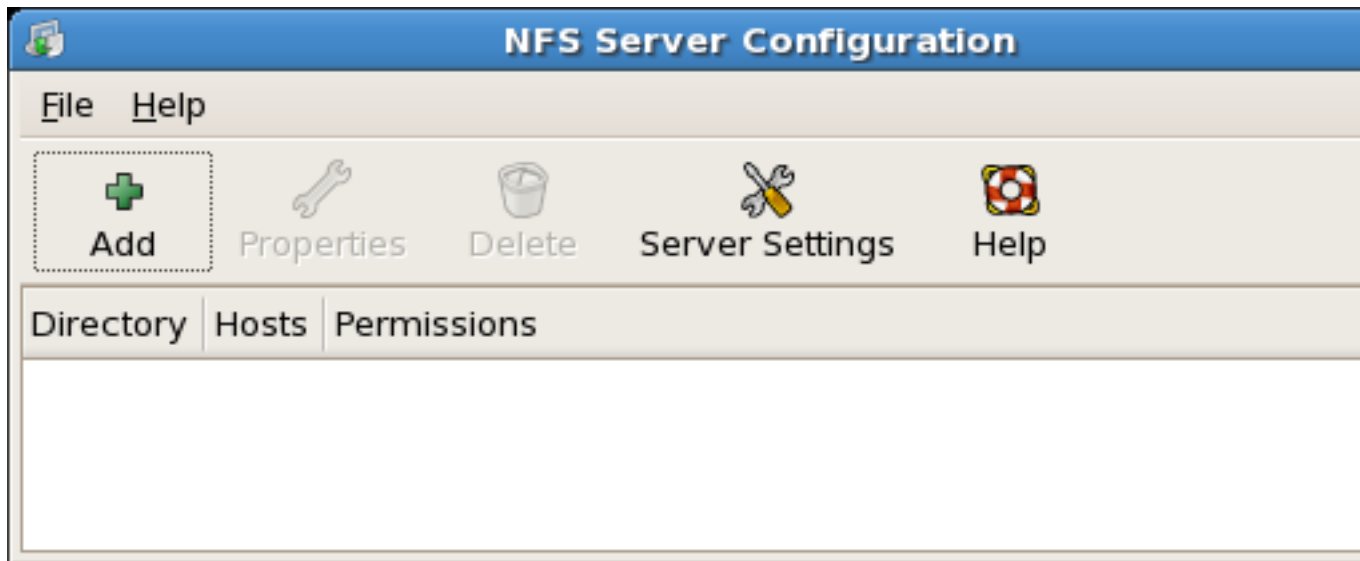 NFS Server Configuration
File Help
Add Properties Delete Server Settings Help
Directory Hosts Permissions